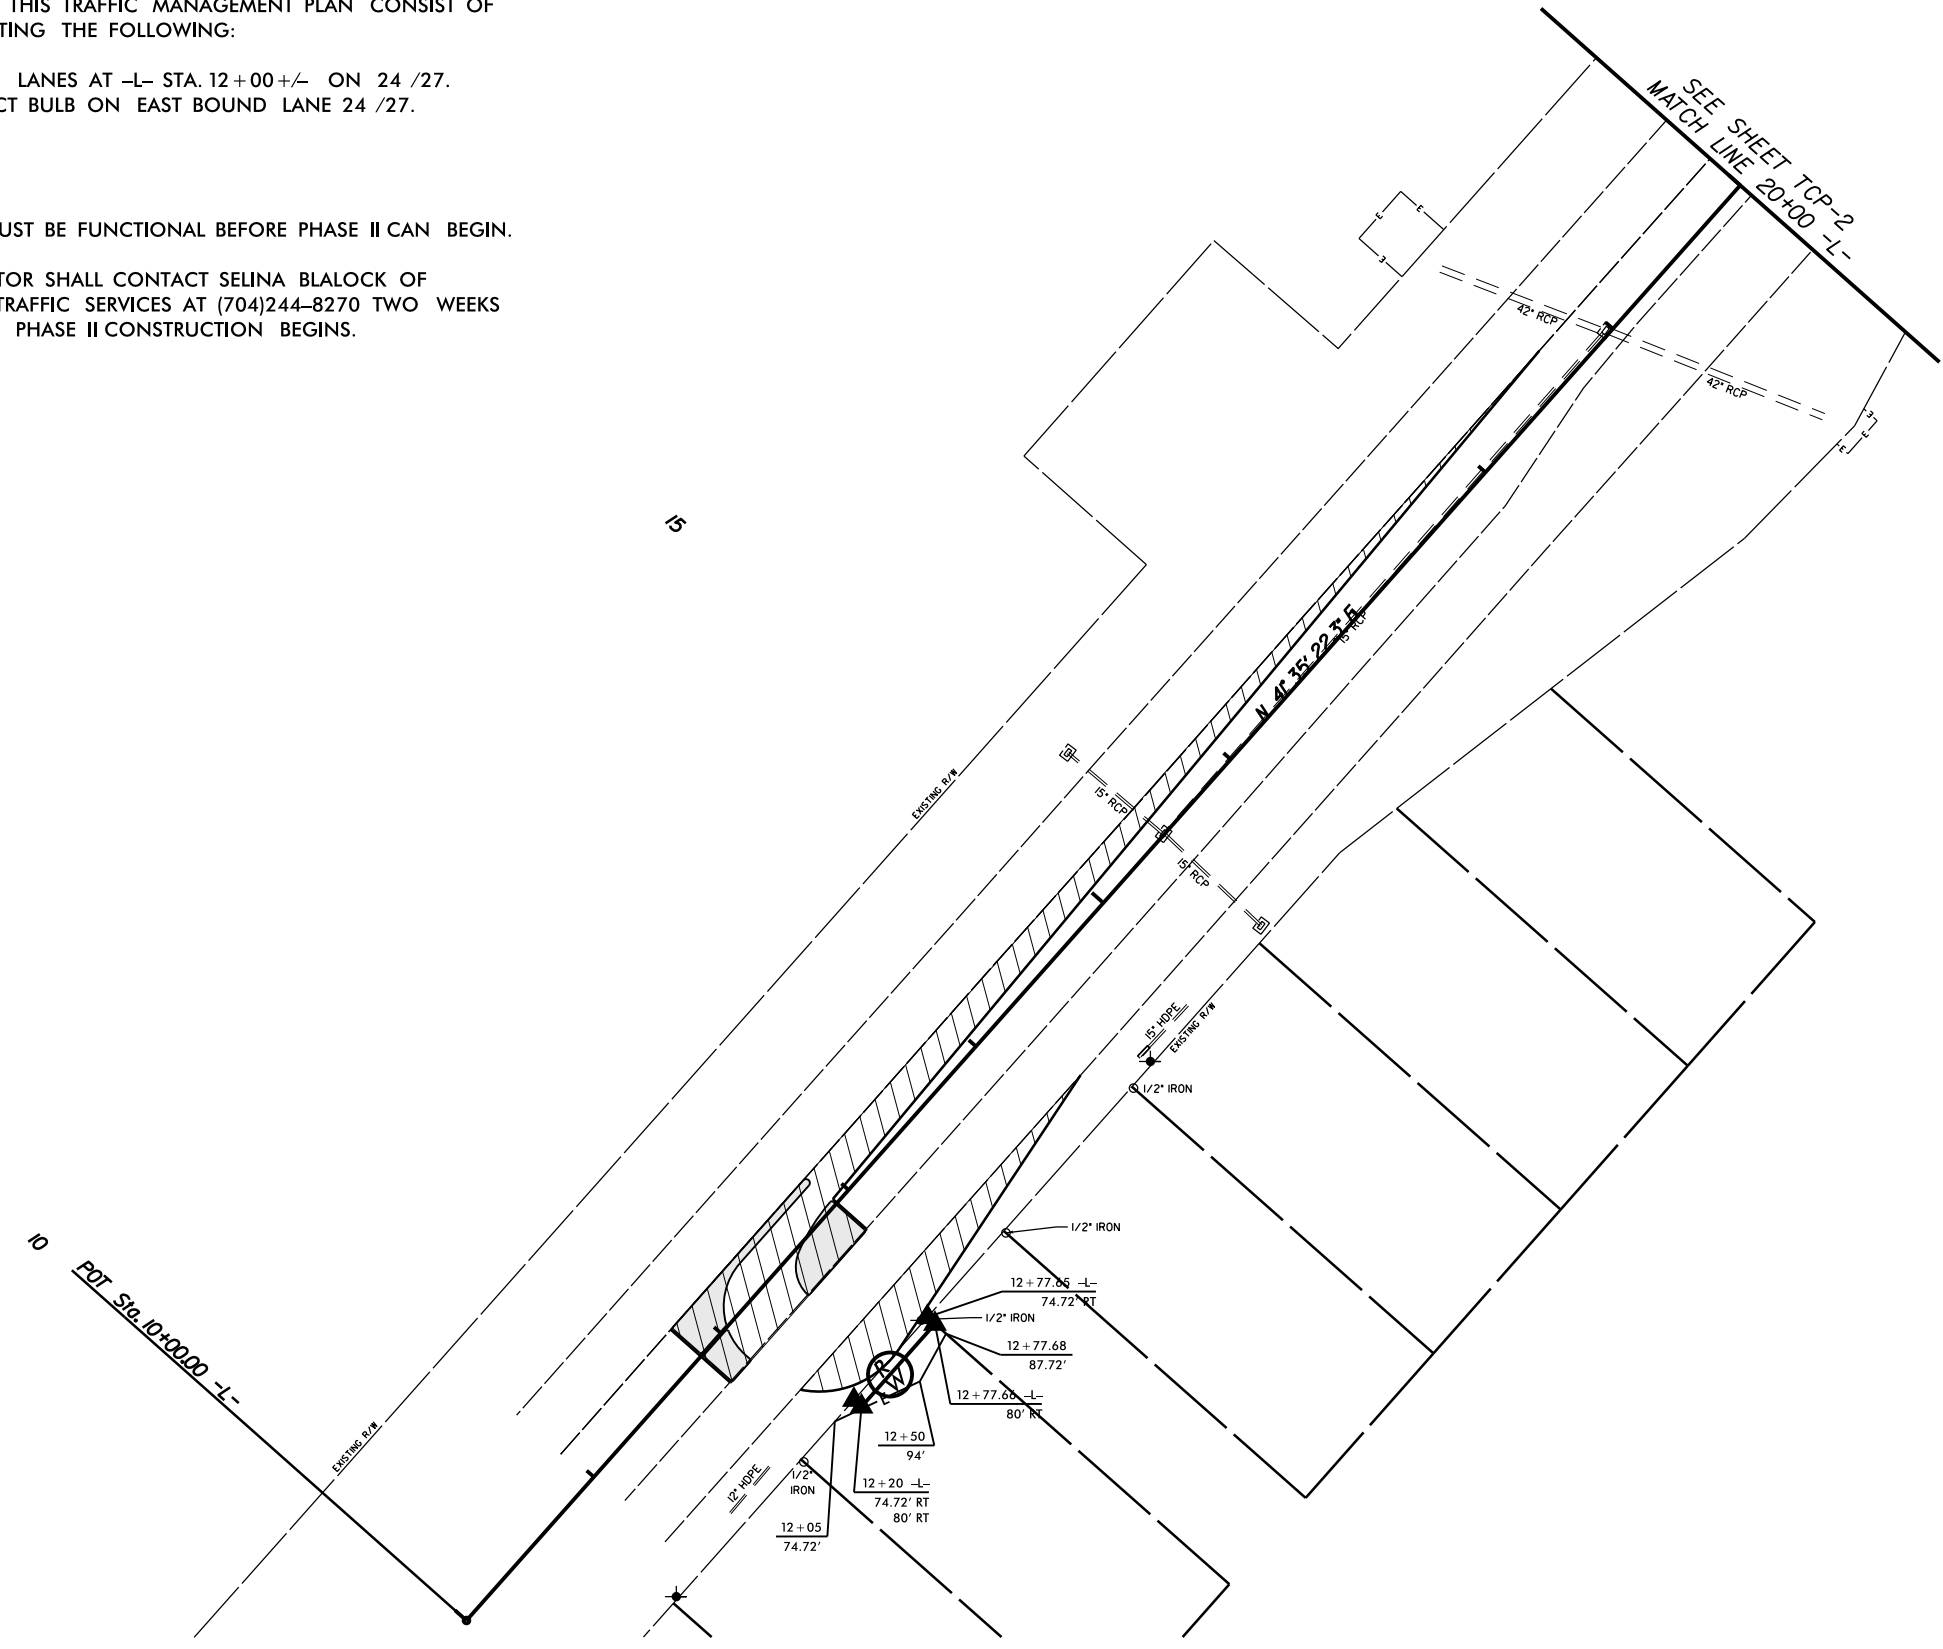 THIS TRAFFIC MANAGEMENT PLAN CONSIST OF
TING THE FOLLOWING:
LANES AT –L– STA. 12+00 +/– ON 24 /27.
CT BULB ON EAST BOUND LANE 24 /27.
UST BE FUNCTIONAL BEFORE PHASE II CAN BEGIN.
TOR SHALL CONTACT SELINA BLALOCK OF
TRAFFIC SERVICES AT (704)244–8270 TWO WEEKS
PHASE II CONSTRUCTION BEGINS.
SEE SHEET TCP-2
MATCH LINE 20+00 -L-
E
E
3
42" RCP
42" RCP
3
E
E
15
N 41° 35' 22.3" E
15" RCP
EXISTING R/W
15" RCP
15" RCP
15" HDPE
EXISTING R/W
1/2" IRON
1/2" IRON
10
POT Sta. 10+00.00 -L-
12+77.65 –L–
74.72' RT
1/2" IRON
12+77.68
87.72'
R
W
E
12+77.66 –L–
80' RT
12+50
94'
EXISTING R/W
12" HDPE
1/2"
IRON
12+20 –L–
74.72' RT
80' RT
12+05
74.72'